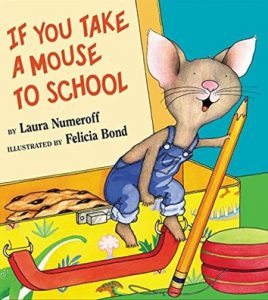 IF YOU TAKE
A MOUSE
TO SCHOOL
BY Laura Numeroff
ILLUSTRATED BY Felicia Bond